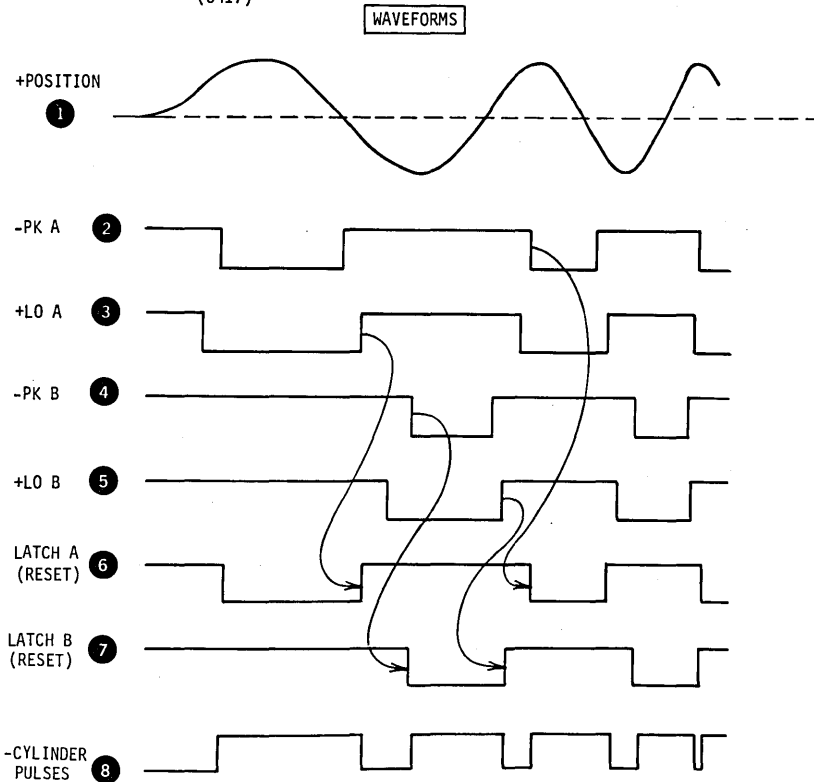 WAVEFORMS
+POSITION
1
-PK A 2
+LO A 3
-PK B 4
+LO B 5
LATCH A
(RESET) 6
LATCH B
(RESET) 7
-CYLINDER
PULSES 8